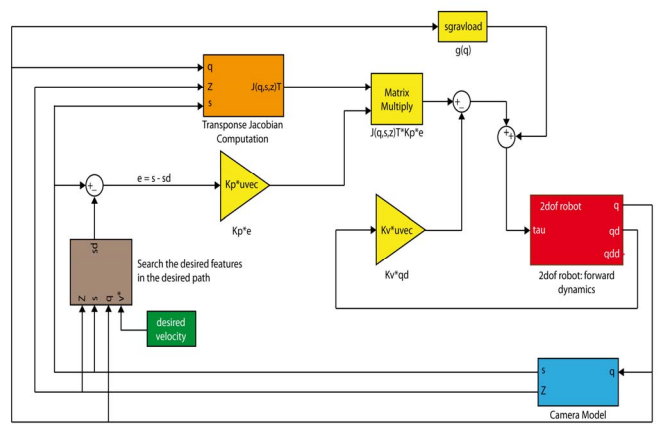 sgravload
g(q)
q
Z
s
J(q,s,z)T
Transponse Jacobian
Computation
Matrix
Multiply
J(q,s,z)T*Kp*e
+
_
+
+
+
_
e = s - sd
Kp*uvec
Kp*e
Kv*uvec
Kv*qd
2dof robot
q
tau
qd
qdd
2dof robot: forward
dynamics
sd
Z
s
q
v*
Search the desired features
in the desired path
desired
velocity
s
q
Z
Camera Model